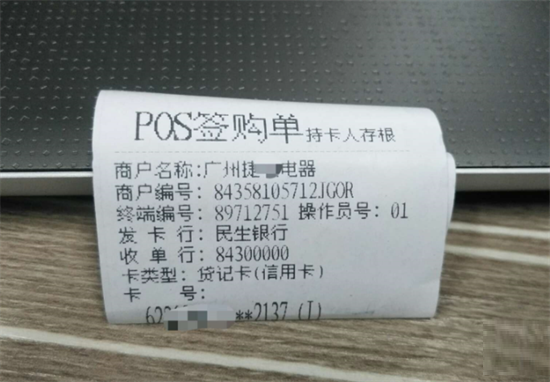 POS签购单 持卡人存根
商户名称:广州捷 电器
商户编号: 84358105712JGOR
终端编号: 89712751 操作员号: 01
发 卡 行: 民生银行
收 单 行: 84300000
卡类型: 贷记卡(信用卡)
卡 号:
622 **2137 (I)